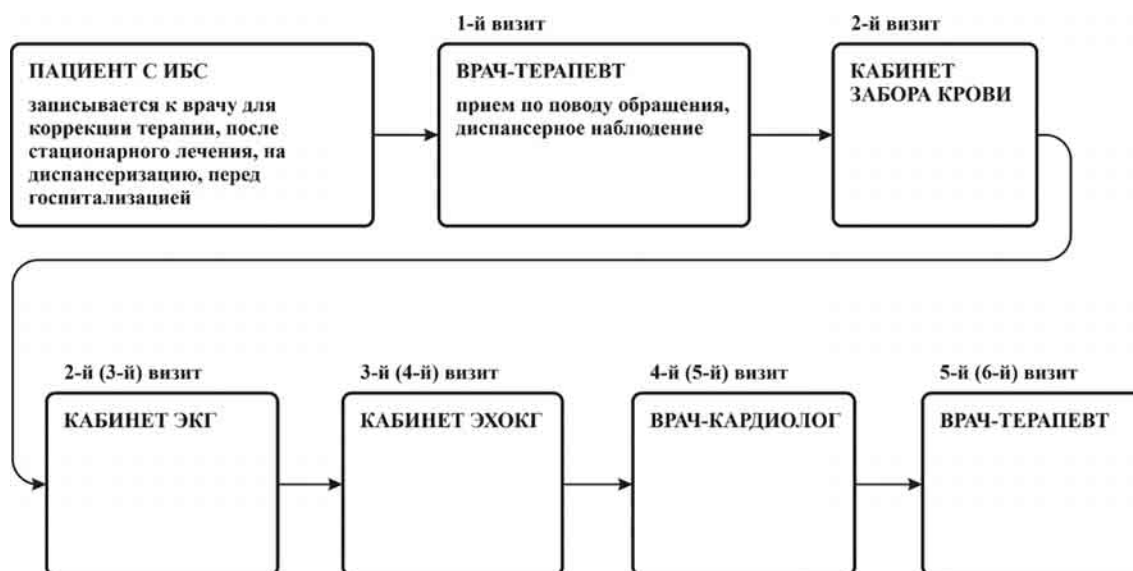 1-й визит
2-й визит
ПАЦИЕНТ С ИБС
записывается к врачу для
коррекции терапии, после
стационарного лечения, на
диспансеризацию, перед
госпитализацией
ВРАЧ-ТЕРАПЕВТ
прием по поводу обращения,
диспансерное наблюдение
КАБИНЕТ
ЗАБОРА КРОВИ
2-й (3-й) визит
3-й (4-й) визит
4-й (5-й) визит
5-й (6-й) визит
КАБИНЕТ ЭКГ
КАБИНЕТ ЭХОКГ
ВРАЧ-КАРДИОЛОГ
ВРАЧ-ТЕРАПЕВТ